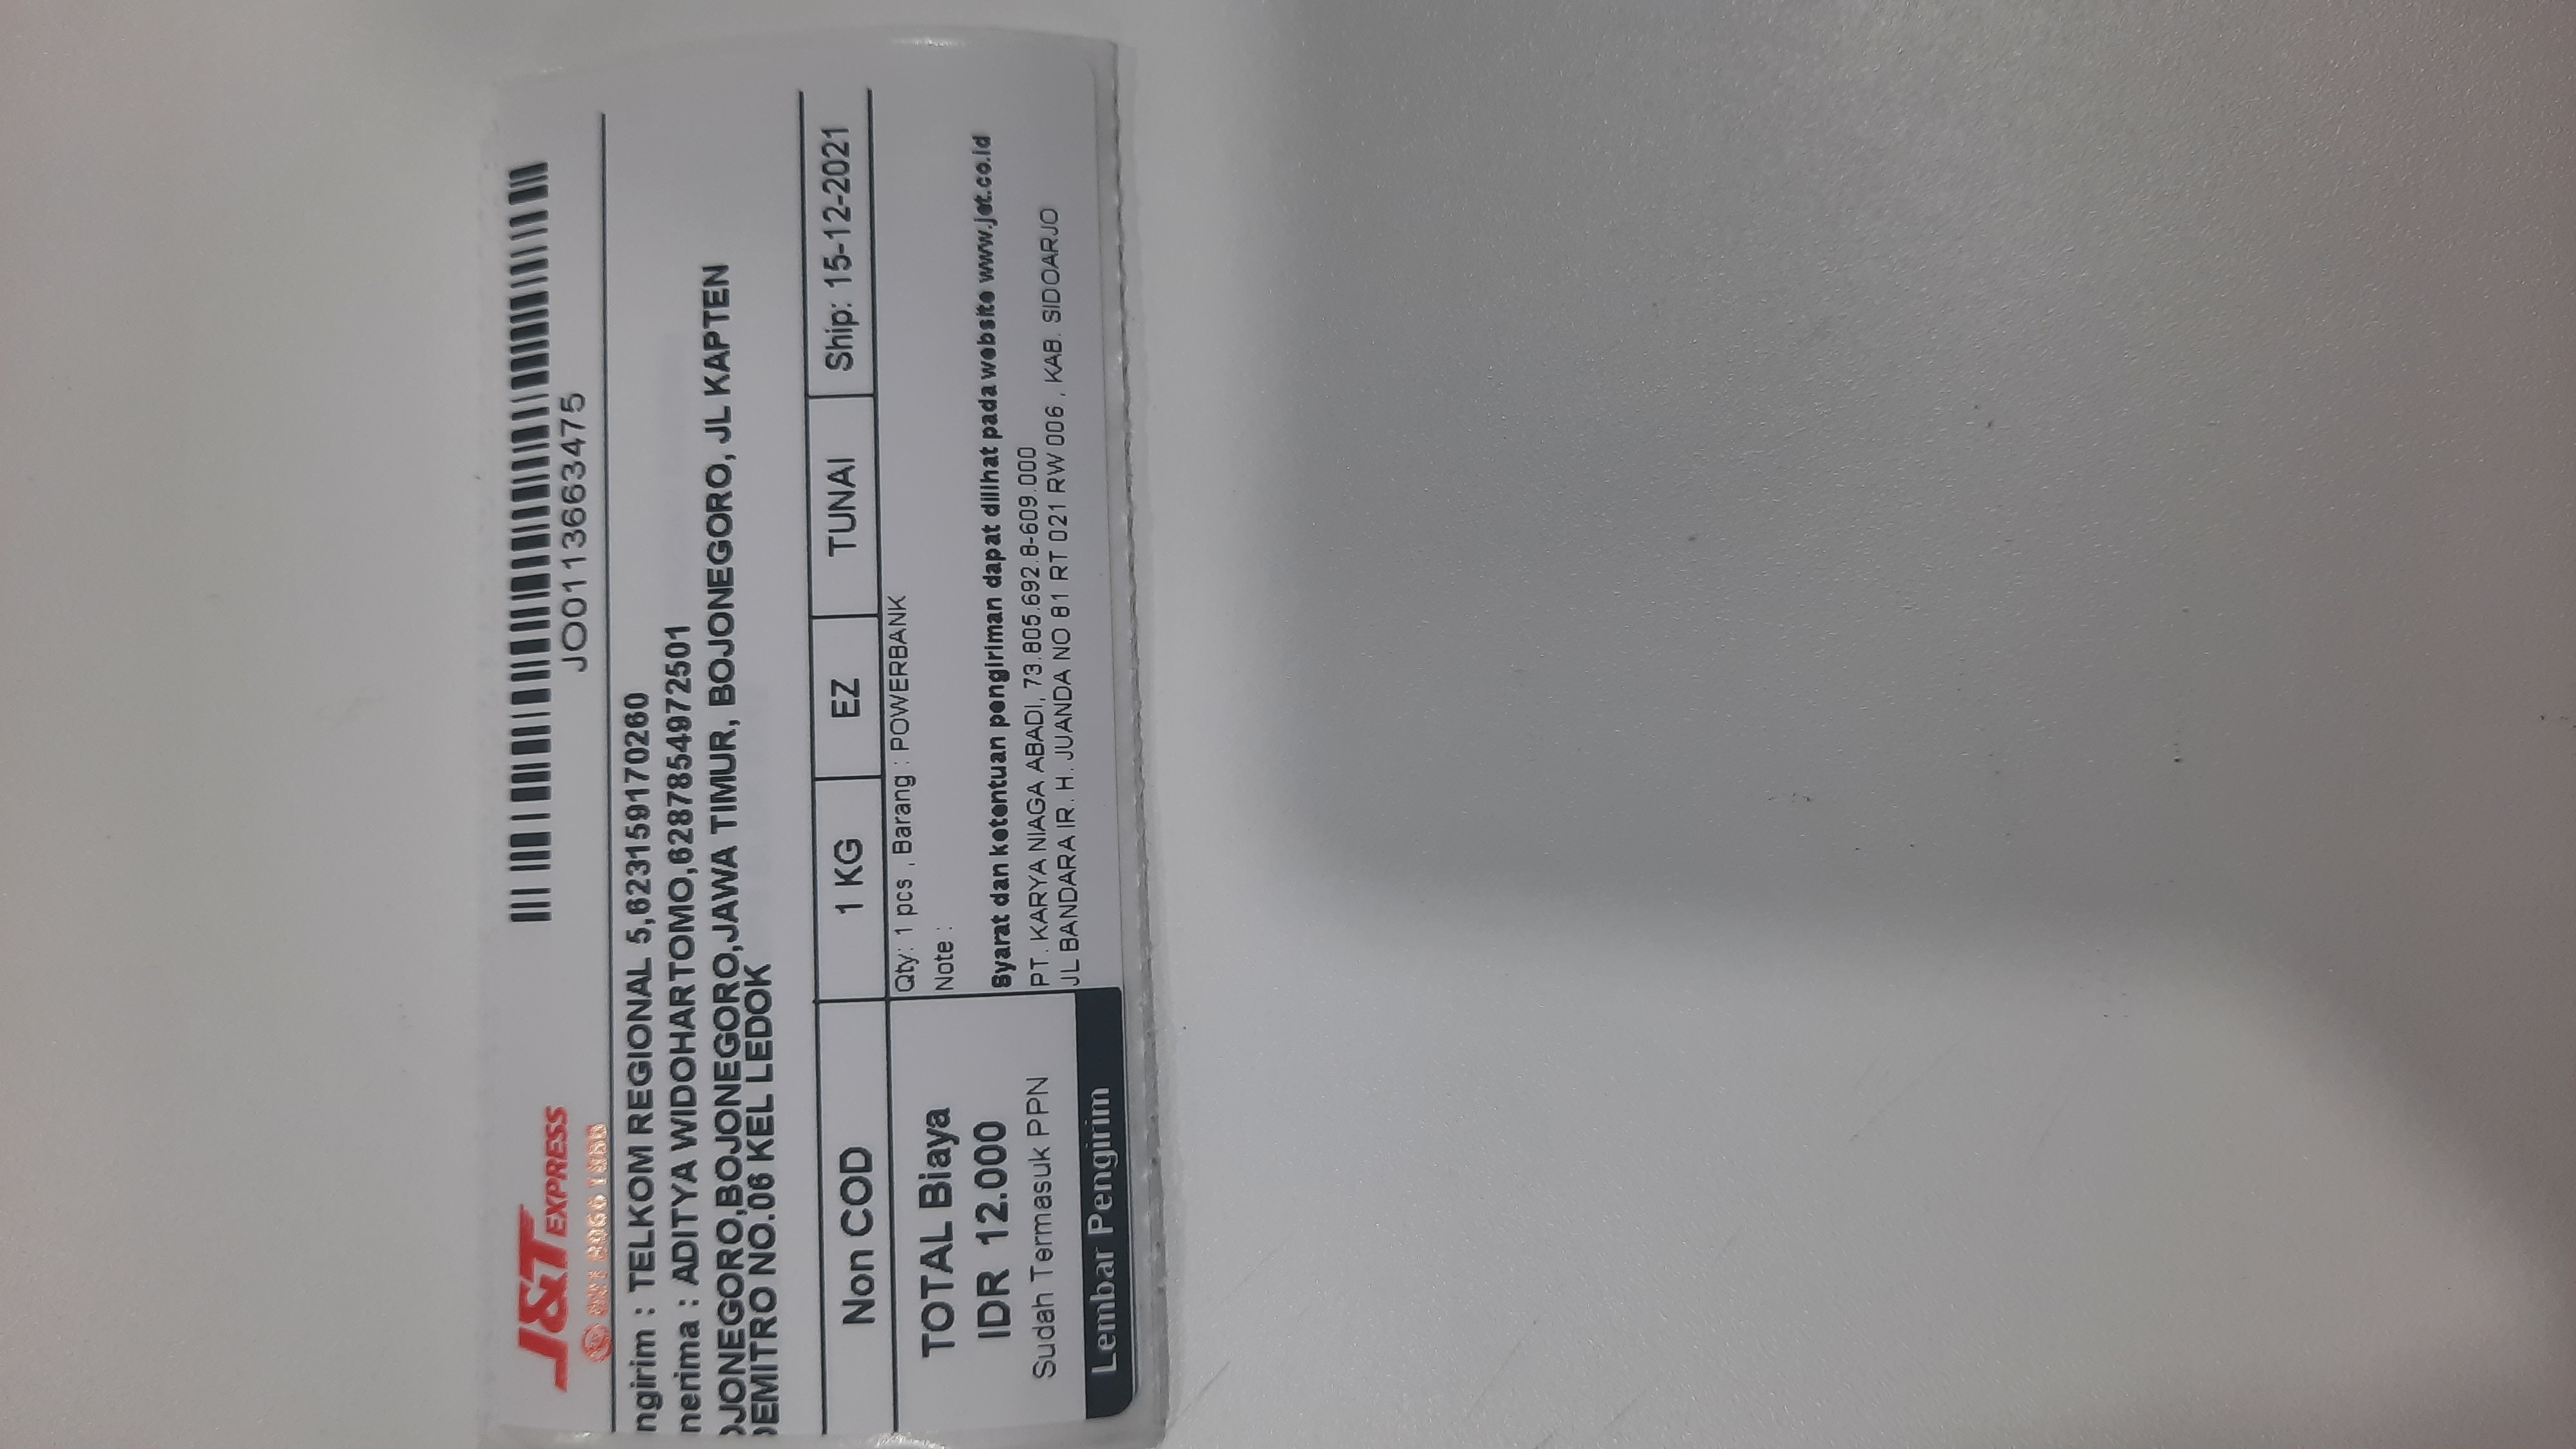 J&T EXPRESS
JO0113663475
ngirim : TELKOM REGIONAL 5,623159170260
nerima : ADITYA WIDOHARTOMO,6287854972501
OJONEGORO,BOJONEGORO,JAWA TIMUR, BOJONEGORO, JL KAPTEN
DEMITRO NO.06 KEL LEDOK
Non COD
1 KG
EZ
TUNAI
Ship: 15-12-2021
TOTAL Biaya
IDR 12.000
Sudah Termasuk PPN
Lembar Pengirim
Qty: 1 pcs , Barang : POWERBANK
Note :
Syarat dan ketentuan pengiriman dapat dilihat pada website www.jet.co.id
PT. KARYA NIAGA ABADI, 73.805.692.8-609.000
JL BANDARA IR. H. JUANDA NO 81 RT 021 RW 006 , KAB. SIDOARJO